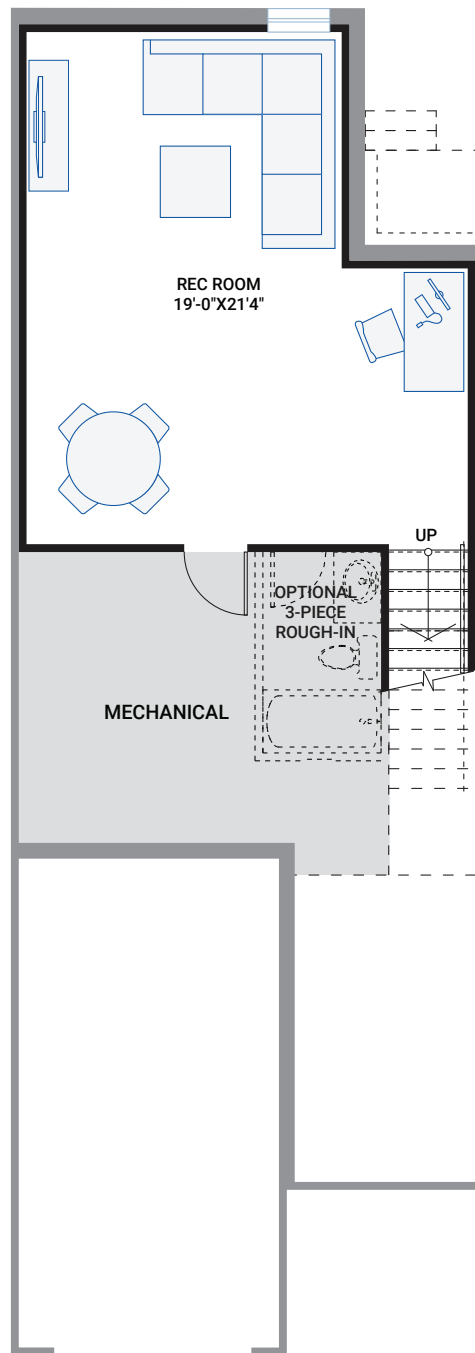 REC ROOM
19'-0"X21'4"
UP
OPTIONAL
3-PIECE
ROUGH-IN
MECHANICAL